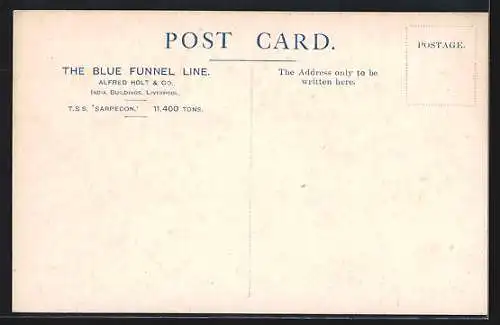 POST CARD.
THE BLUE FUNNEL LINE.
ALFRED HOLT & CO.
INDIA BUILDINGS, LIVERPOOL.
T.S.S. "SARPEDON." 11,400 TONS.
The Address only to be
written here.
POSTAGE.